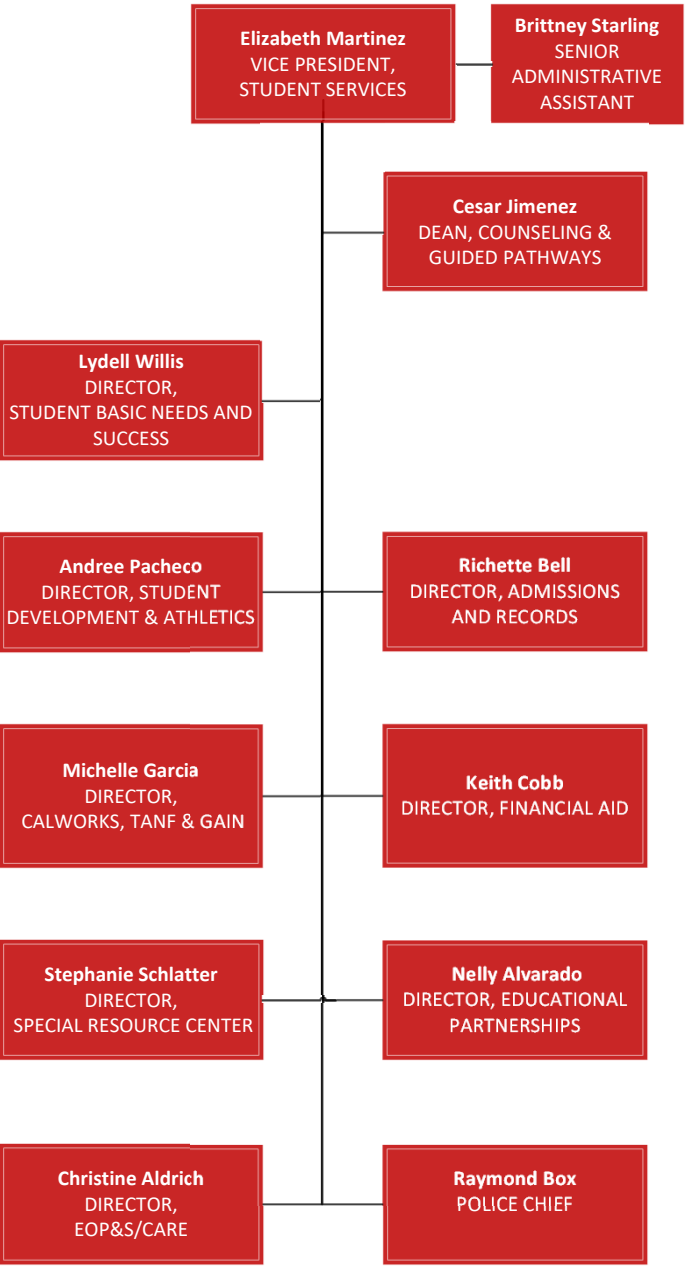 Elizabeth Martinez
VICE PRESIDENT,
STUDENT SERVICES
Brittney Starling
SENIOR
ADMINISTRATIVE
ASSISTANT
Cesar Jimenez
DEAN, COUNSELING &
GUIDED PATHWAYS
Lydell Willis
DIRECTOR,
STUDENT BASIC NEEDS AND
SUCCESS
Andree Pacheco
DIRECTOR, STUDENT
DEVELOPMENT & ATHLETICS
Richette Bell
DIRECTOR, ADMISSIONS
AND RECORDS
Michelle Garcia
DIRECTOR,
CALWORKS, TANF & GAIN
Keith Cobb
DIRECTOR, FINANCIAL AID
Stephanie Schlatter
DIRECTOR,
SPECIAL RESOURCE CENTER
Nelly Alvarado
DIRECTOR, EDUCATIONAL
PARTNERSHIPS
Christine Aldrich
DIRECTOR,
EOP&S/CARE
Raymond Box
POLICE CHIEF